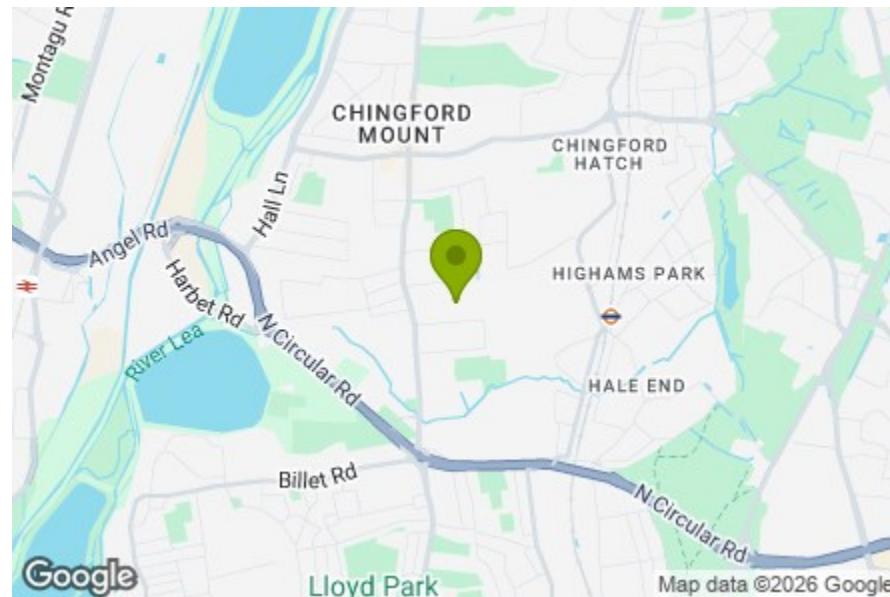 Montagu R
CHINGFORD
MOUNT
CHINGFORD
HATCH
Hall Ln
Angel Rd
Harbet Rd
HIGHAMS PARK
River Lea
N Circular Rd
HALE END
Billet Rd
N Circular Rd
Lloyd Park
Google
Map data ©2026 Google